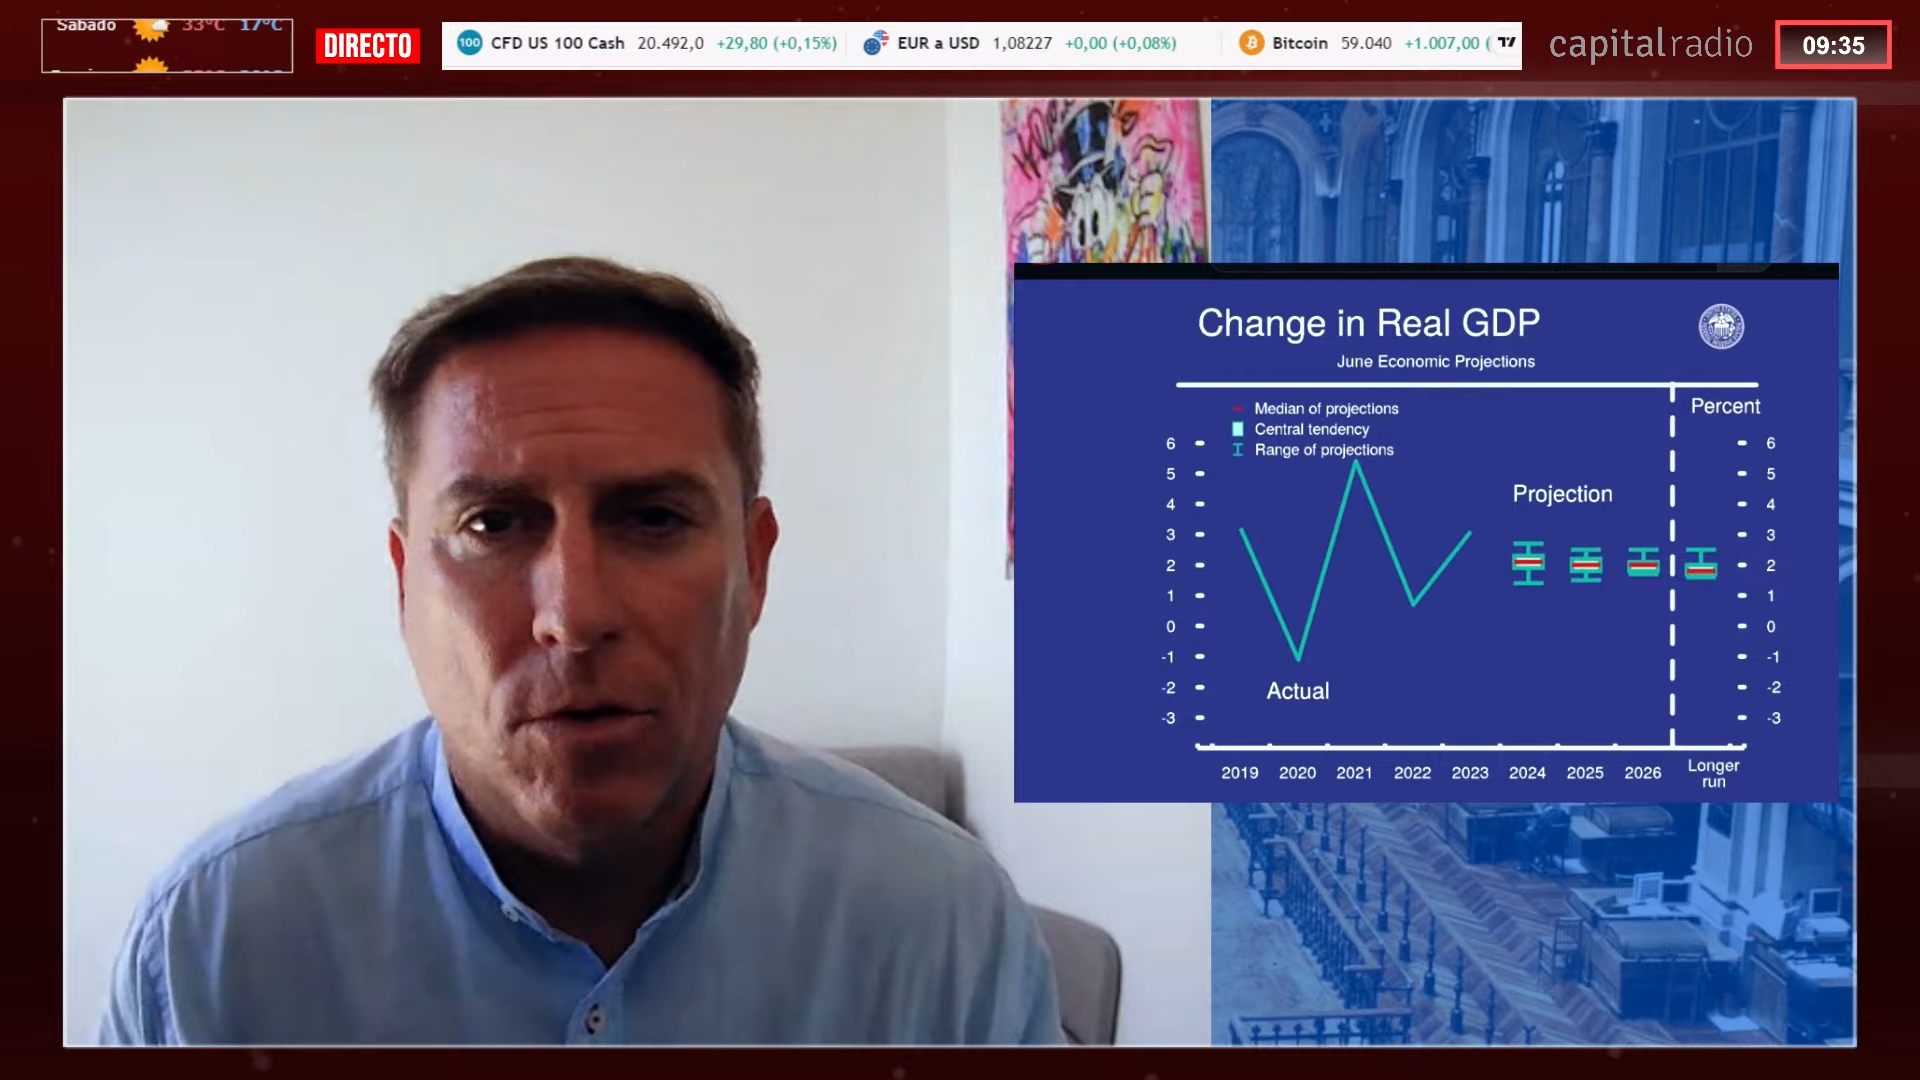 Sábado 33°C 17°C
DIRECTO
100 CFD US 100 Cash 20.492,0 +29,80 (+0,15%) EUR a USD 1,08227 +0,00 (+0,08%) Bitcoin 59.040 +1.007,00 (
capitalradio
09:35
Change in Real GDP
June Economic Projections
Percent
Median of projections
Central tendency
Range of projections
Projection
Actual
6 6
5 5
4 4
3 3
2 2
1 1
0 0
-1 -1
-2 -2
-3 -3
2019 2020 2021 2022 2023 2024 2025 2026 Longer
run